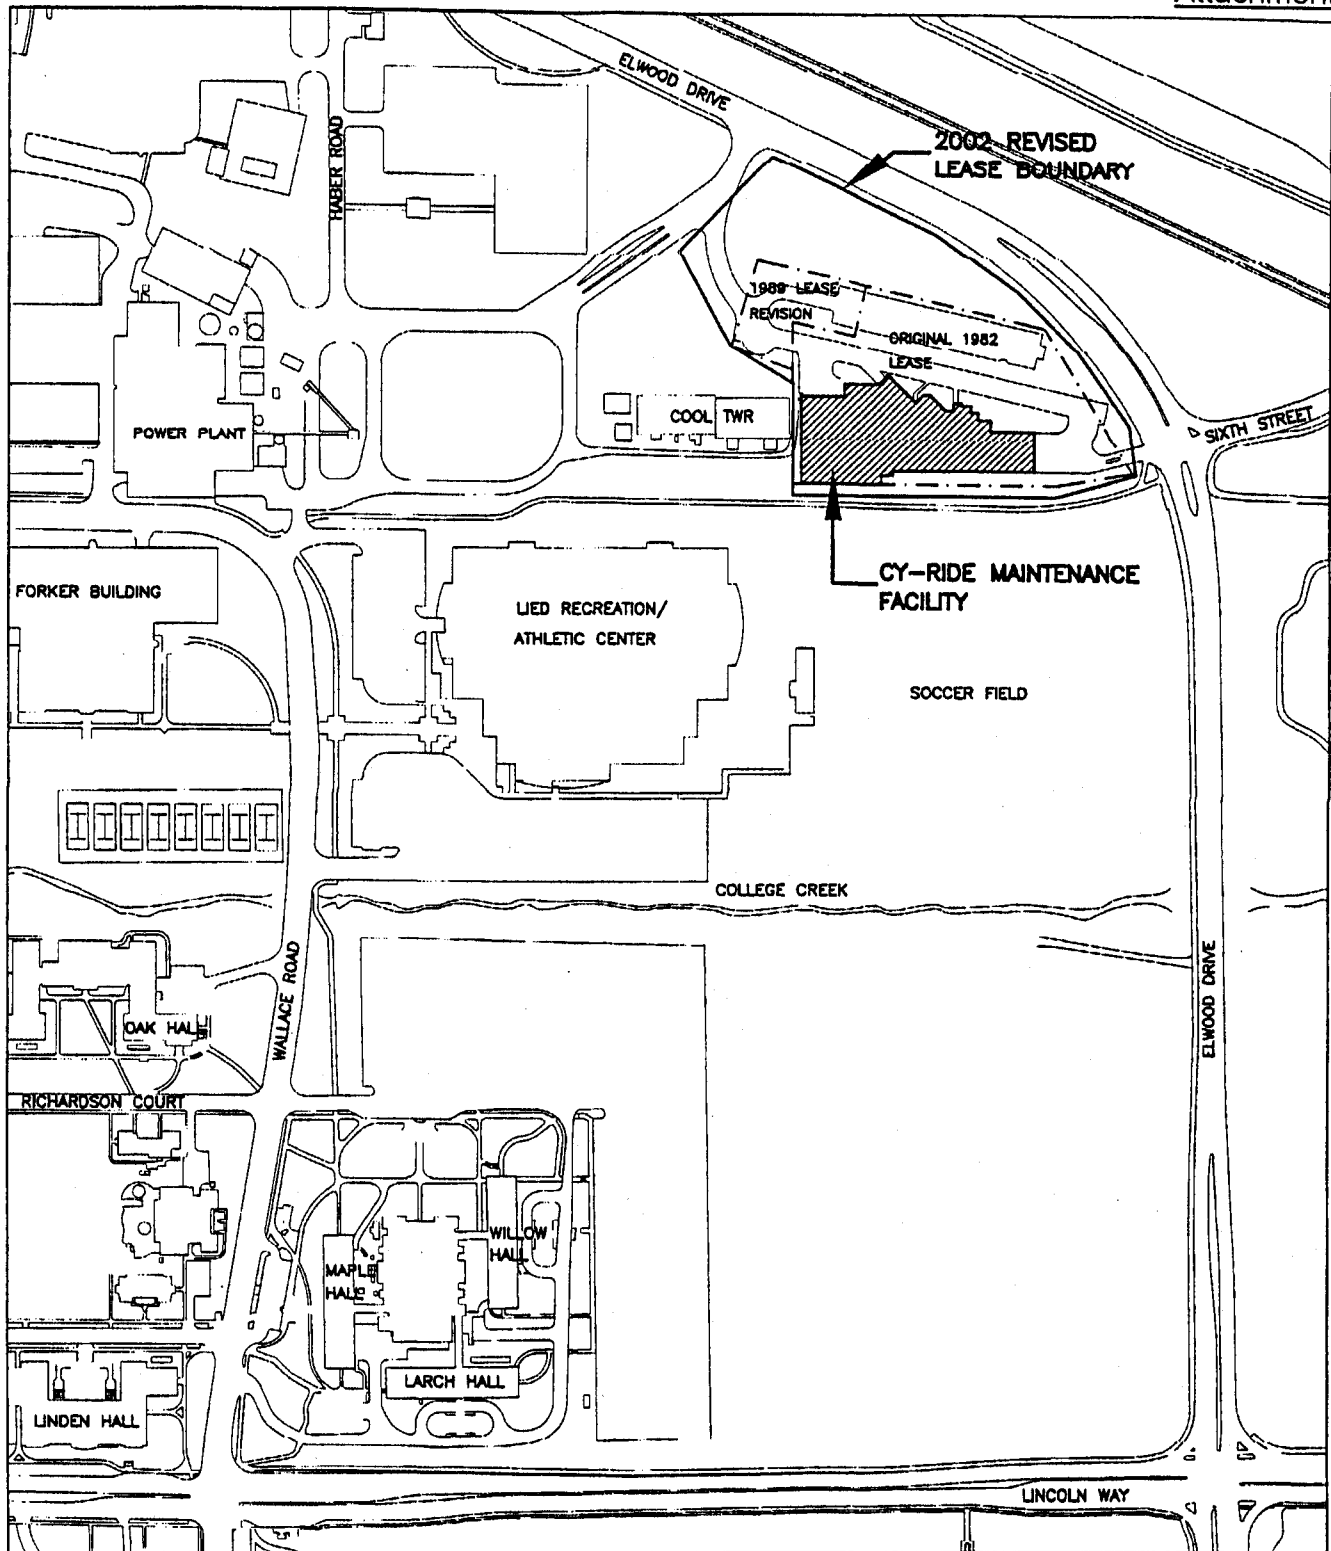 Attachment
ELWOOD DRIVE
2002 REVISED
LEASE BOUNDARY
HABER ROAD
1989 LEASE
REVISION
ORIGINAL 1982
LEASE
COOL TWR
POWER PLANT
SIXTH STREET
CY-RIDE MAINTENANCE
FACILITY
FORKER BUILDING
LIED RECREATION/
ATHLETIC CENTER
SOCCER FIELD
COLLEGE CREEK
WALLACE ROAD
ELWOOD DRIVE
OAK HALL
RICHARDSON COURT
WILLOW
HALL
MAPLE
HALL
LARCH HALL
LINDEN HALL
LINCOLN WAY